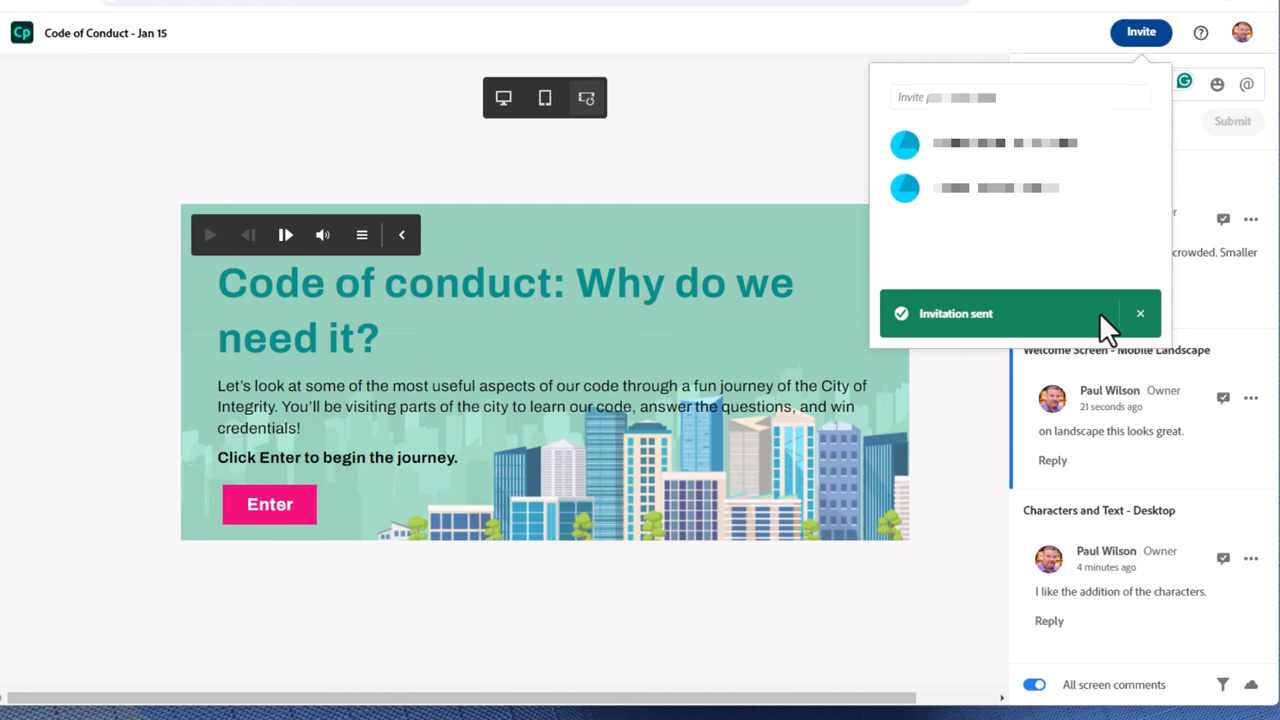 Cp
Code of Conduct - Jan 15
Invite
Invite
@
Submit
crowded. Smaller
Invitation sent
Code of conduct: Why do we
need it?
Let's look at some of the most useful aspects of our code through a fun journey of the City of
Integrity. You'll be visiting parts of the city to learn our code, answer the questions, and win
credentials!
Click Enter to begin the journey.
Enter
Welcome Screen - Mobile Landscape
Paul Wilson Owner
21 seconds ago
on landscape this looks great.
Reply
Characters and Text - Desktop
Paul Wilson Owner
4 minutes ago
I like the addition of the characters.
Reply
All screen comments